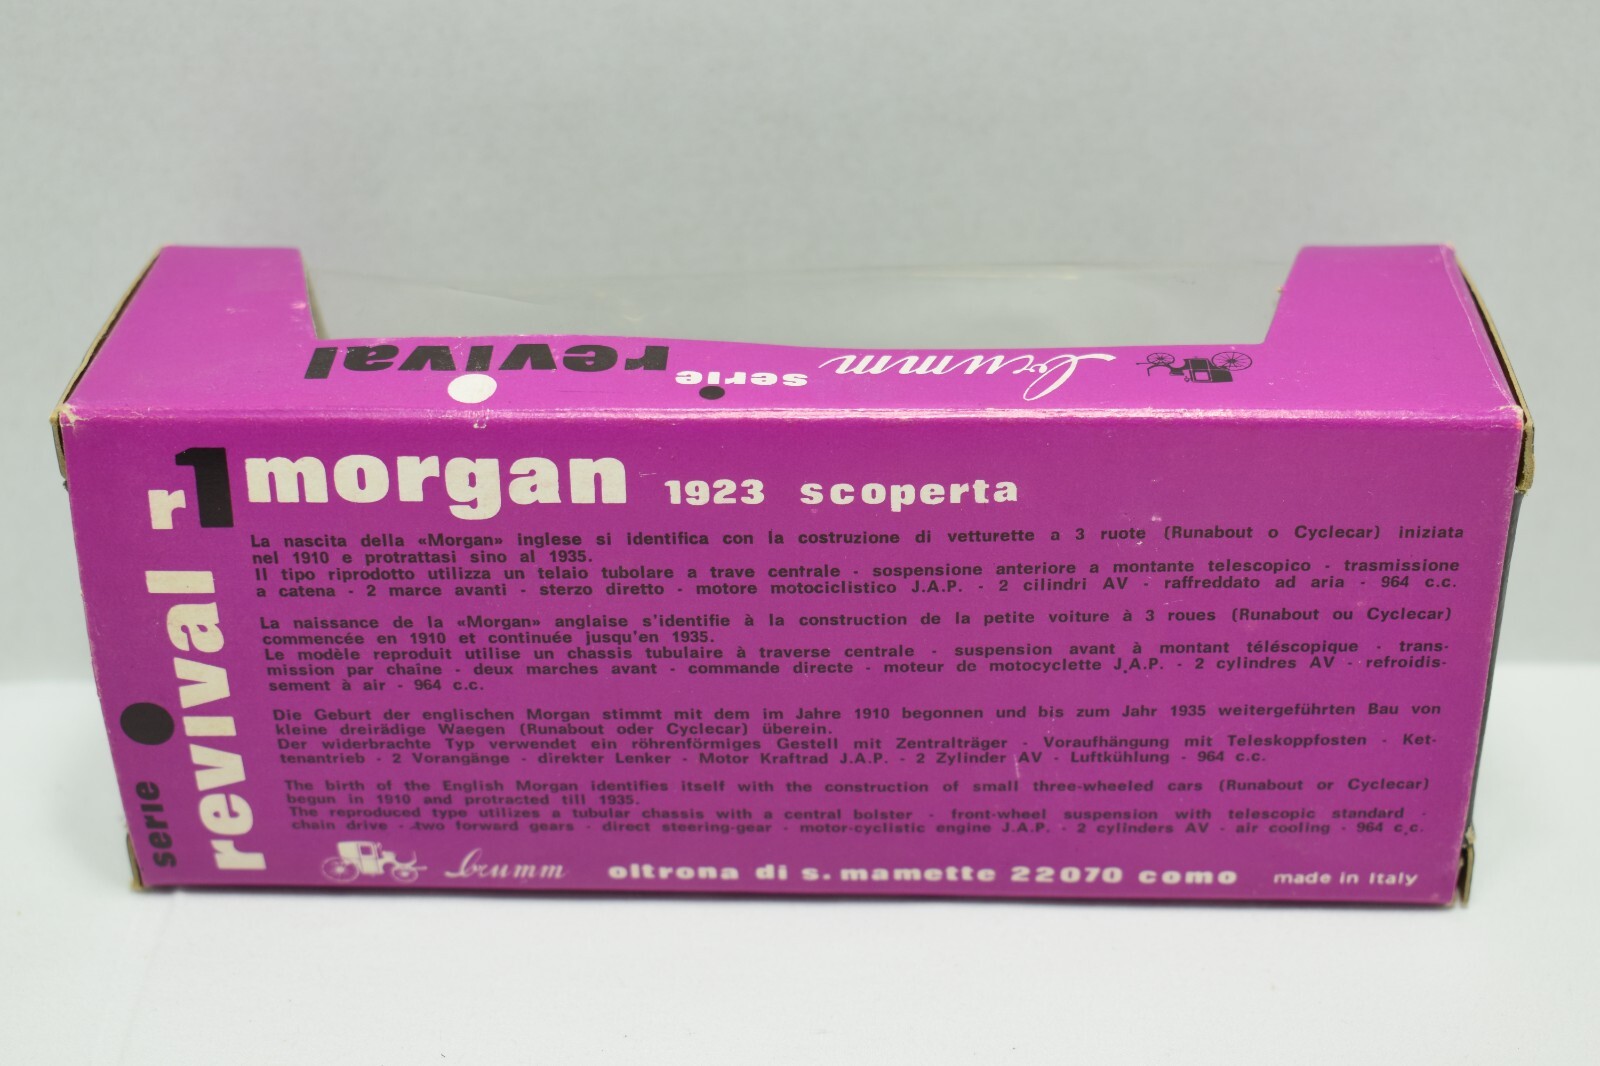 brumm serie revival
serie revival r1
morgan 1923 scoperta
La nascita della «Morgan» inglese si identifica con la costruzione di vetturette a 3 ruote (Runabout o Cyclecar) iniziata
nel 1910 e protrattasi sino al 1935.
Il tipo riprodotto utilizza un telaio tubolare a trave centrale - sospensione anteriore a montante telescopico - trasmissione
a catena - 2 marce avanti - sterzo diretto - motore motociclistico J.A.P. - 2 cilindri AV - raffreddato ad aria - 964 c.c.
La naissance de la «Morgan» anglaise s'identifie à la construction de la petite voiture à 3 roues (Runabout ou Cyclecar)
commencée en 1910 et continuée jusqu'en 1935.
Le modèle reproduit utilise un chassis tubulaire à traverse centrale - suspension avant à montant téléscopique - trans-
mission par chaîne - deux marches avant - commande directe - moteur de motocyclette J.A.P. - 2 cylindres AV - refroidis-
sement à air - 964 c.c.
Die Geburt der englischen Morgan stimmt mit dem im Jahre 1910 begonnen und bis zum Jahr 1935 weitergeführten Bau von
kleine dreirädige Waegen (Runabout oder Cyclecar) überein.
Der widerbrachte Typ verwendet ein röhrenförmiges Gestell mit Zentralträger - Voraufhängung mit Teleskoppfosten - Ket-
tenantrieb - 2 Vorangänge - direkter Lenker - Motor Kraftrad J.A.P. - 2 Zylinder AV - Luftkühlung - 964 c.c.
The birth of the English Morgan identifies itself with the construction of small three-wheeled cars (Runabout or Cyclecar)
begun in 1910 and protracted till 1935.
The reproduced type utilizes a tubular chassis with a central bolster - front-wheel suspension with telescopic standard -
chain drive - two forward gears - direct steering-gear - motor-cyclistic engine J.A.P. - 2 cylinders AV - air cooling - 964 c.c.
brumm oltrona di s. mamette 22070 como made in Italy